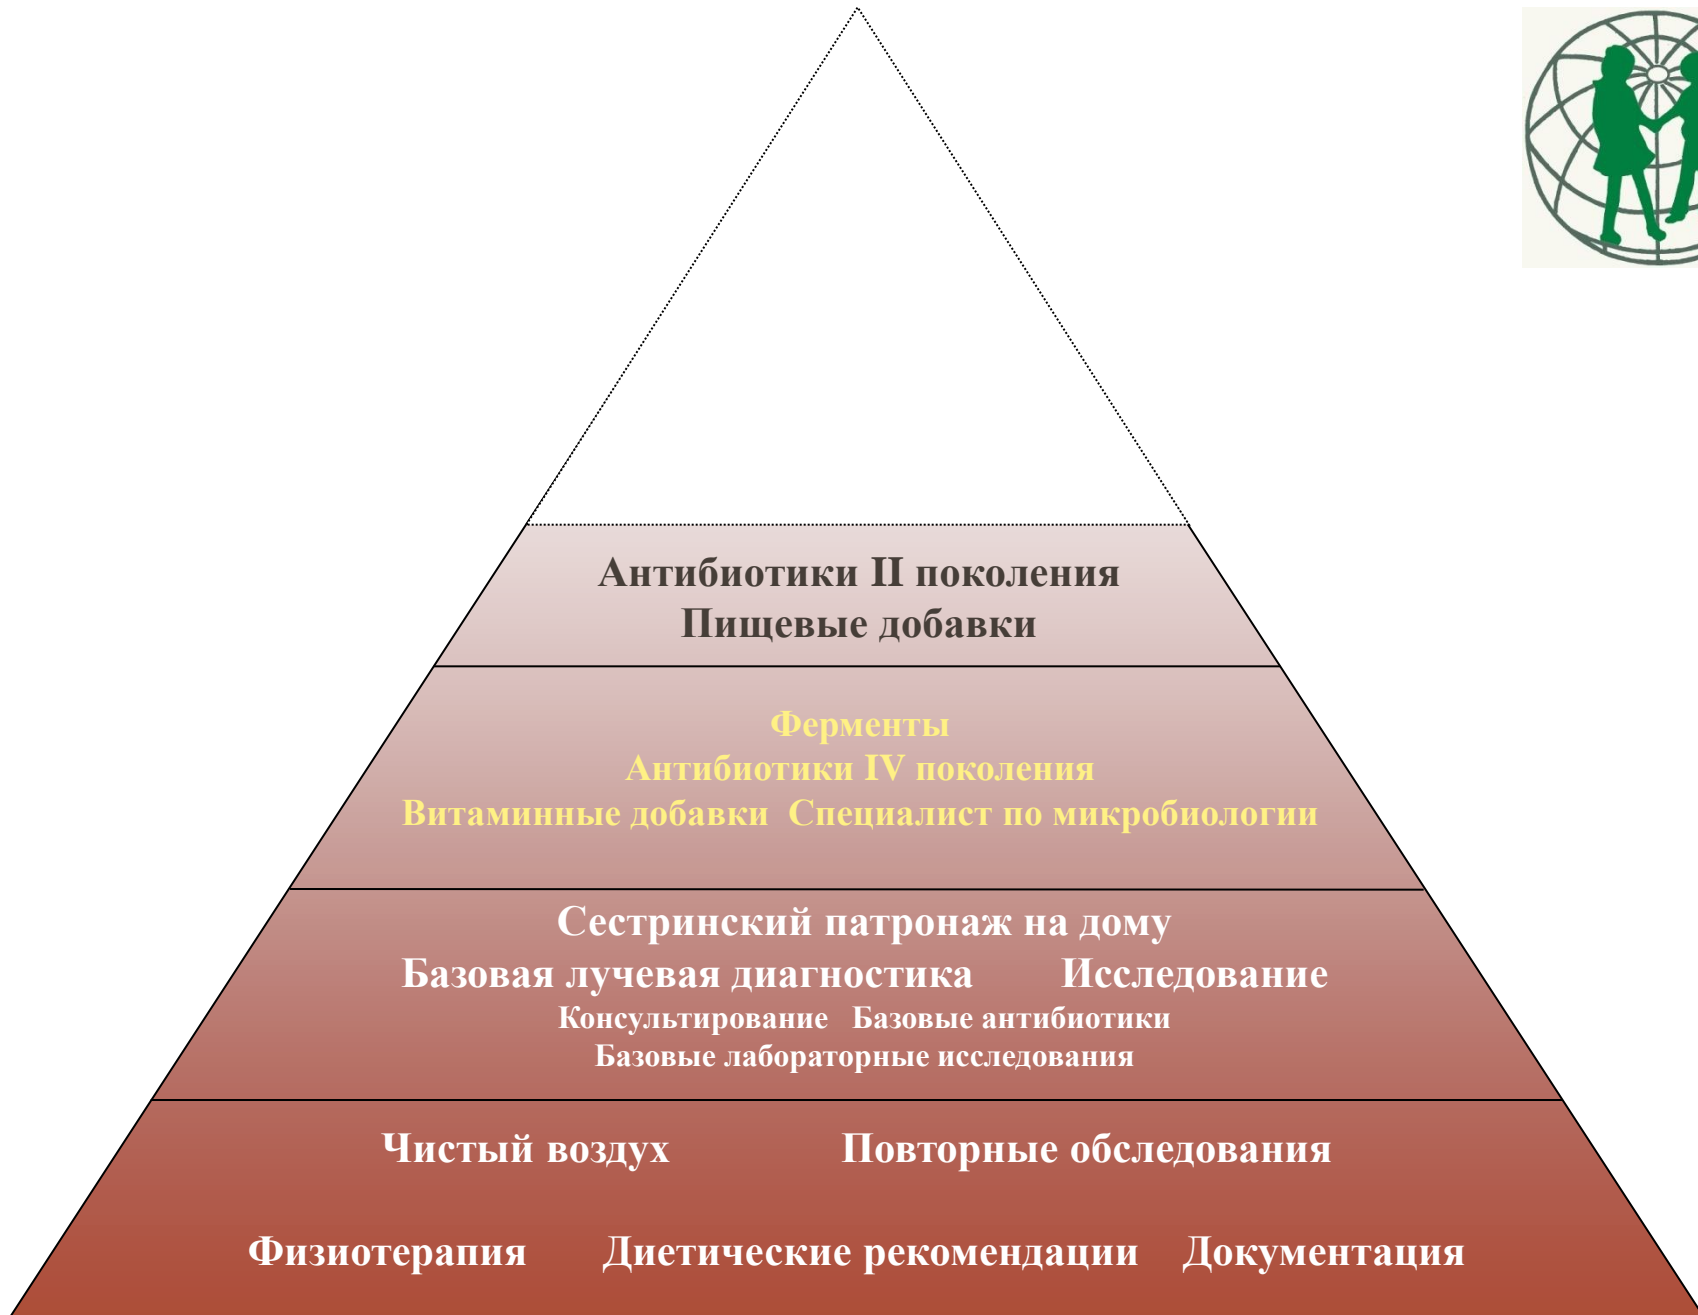 Антибиотики II поколения
Пищевые добавки
Ферменты
Антибиотики IV поколения
Витаминные добавки Специалист по микробиологии
Сестринский патронаж на дому
Базовая лучевая диагностика Исследование
Консультирование Базовые антибиотики
Базовые лабораторные исследования
Чистый воздух Повторные обследования
Физиотерапия Диетические рекомендации Документация